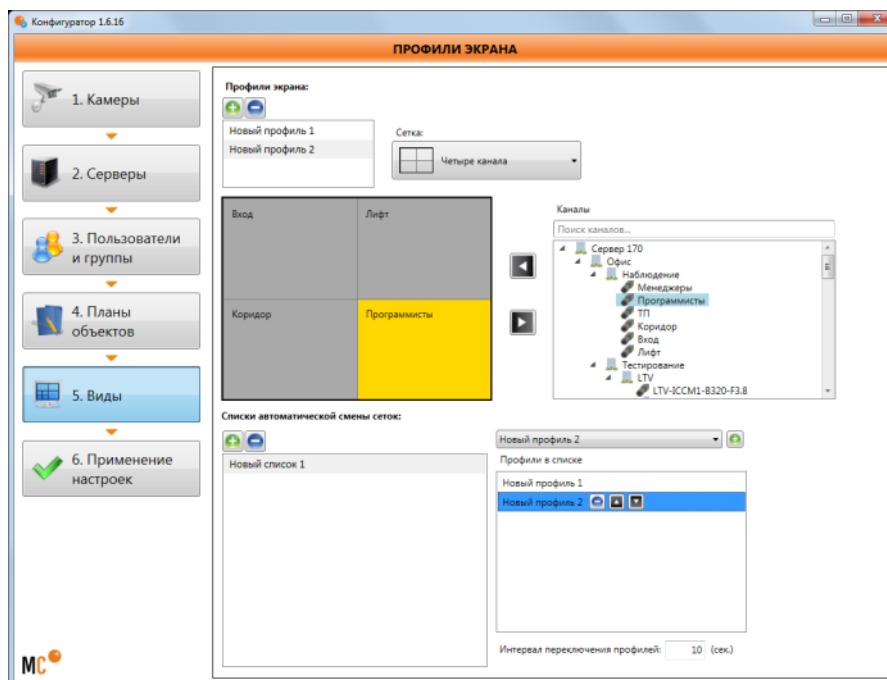 Конфигуратор 1.6.16
ПРОФИЛИ ЭКРАНА
1. Камеры
2. Серверы
3. Пользователи
и группы
4. Планы
объектов
5. Виды
6. Применение
настроек
MC
Профили экрана:
Новый профиль 1
Новый профиль 2
Сетка:
Четыре канала
Вход
Лифт
Коридор
Программисты
Каналы
Поиск каналов...
Сервер 170
Офис
Наблюдение
Менеджеры
Программисты
ТП
Коридор
Вход
Лифт
Тестирование
LTV
LTV-ICCM1-B320-F3.8
Списки автоматической смены сеток:
Новый список 1
Новый профиль 2
Профили в списке
Новый профиль 1
Новый профиль 2
Интервал переключения профилей: 10 (сек.)